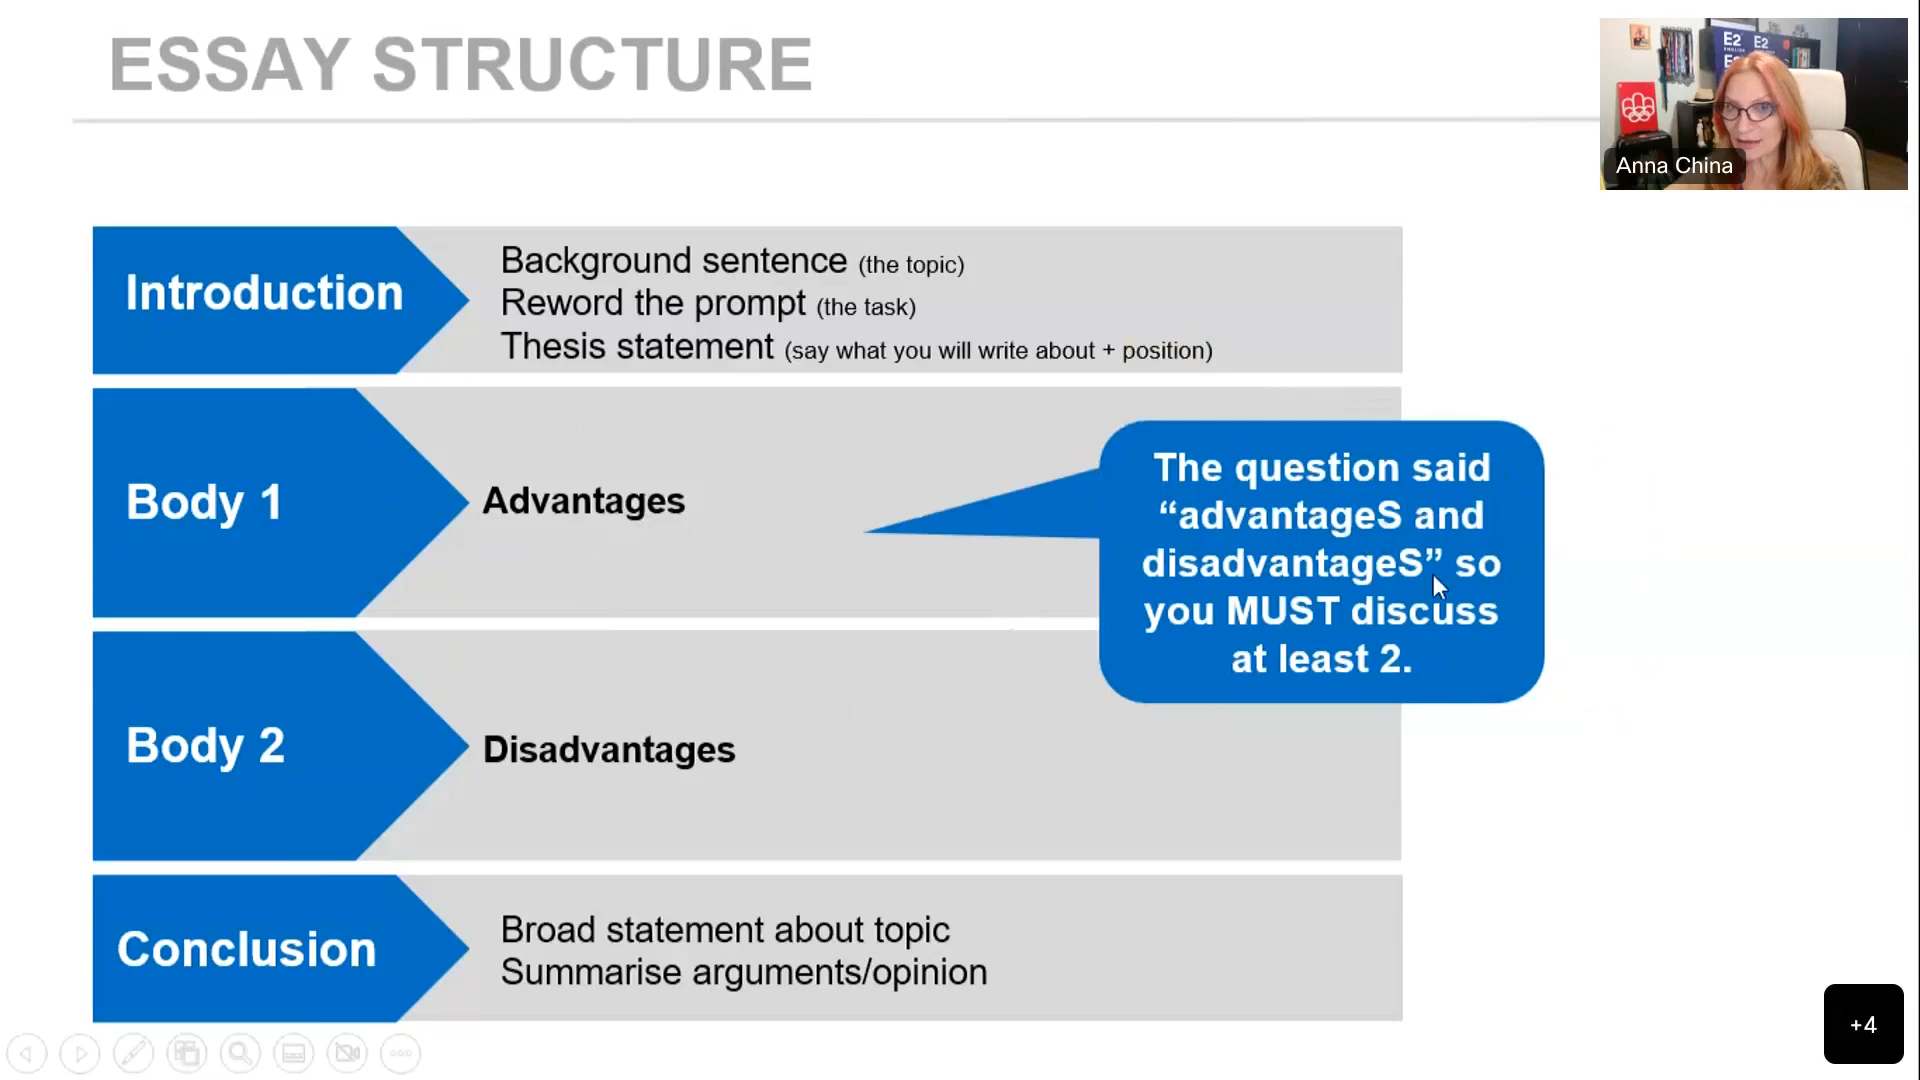 ESSAY STRUCTURE
E2 E2
Anna China
Introduction
Background sentence (the topic)
Reword the prompt (the task)
Thesis statement (say what you will write about + position)
Body 1
Advantages
The question said
“advantageS and
disadvantageS” so
you MUST discuss
at least 2.
Body 2
Disadvantages
Conclusion
Broad statement about topic
Summarise arguments/opinion
+4